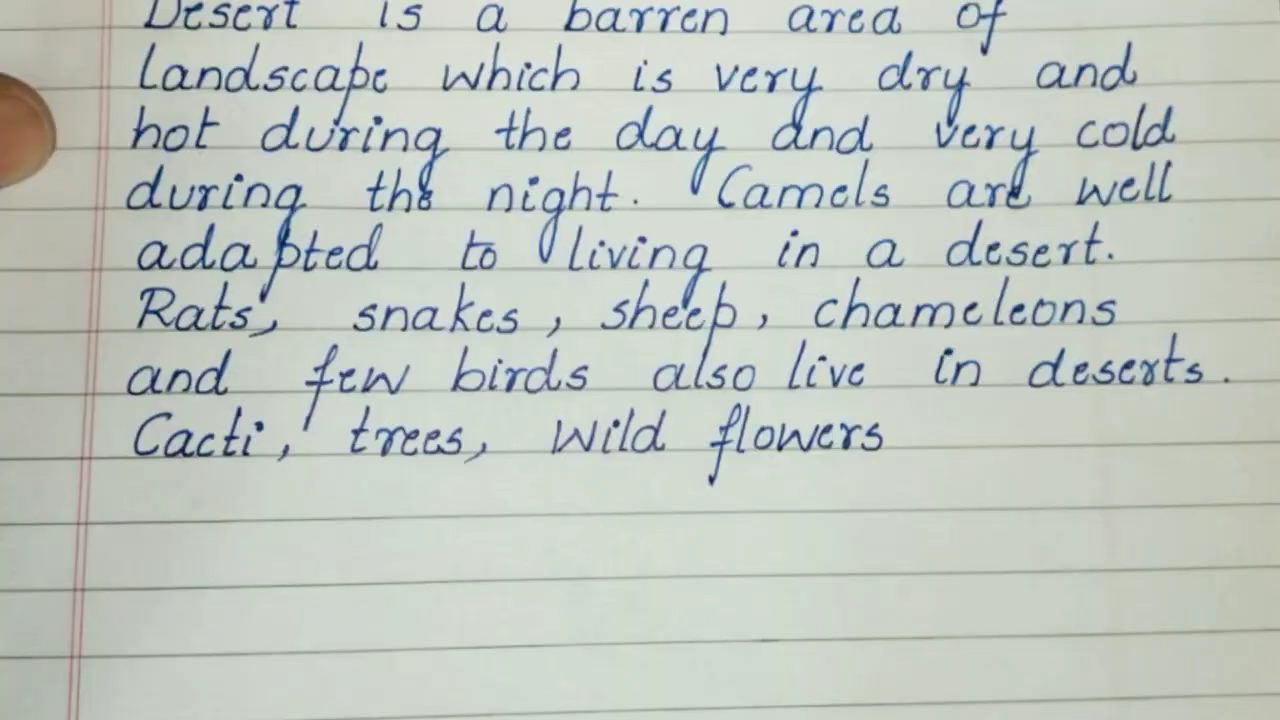 Desert is a barren area of
landscape which is very dry and
hot during the day and very cold
during the night. Camels are well
adapted to living in a desert.
Rats, snakes, sheep, chameleons
and few birds also live in deserts.
Cacti, trees, wild flowers